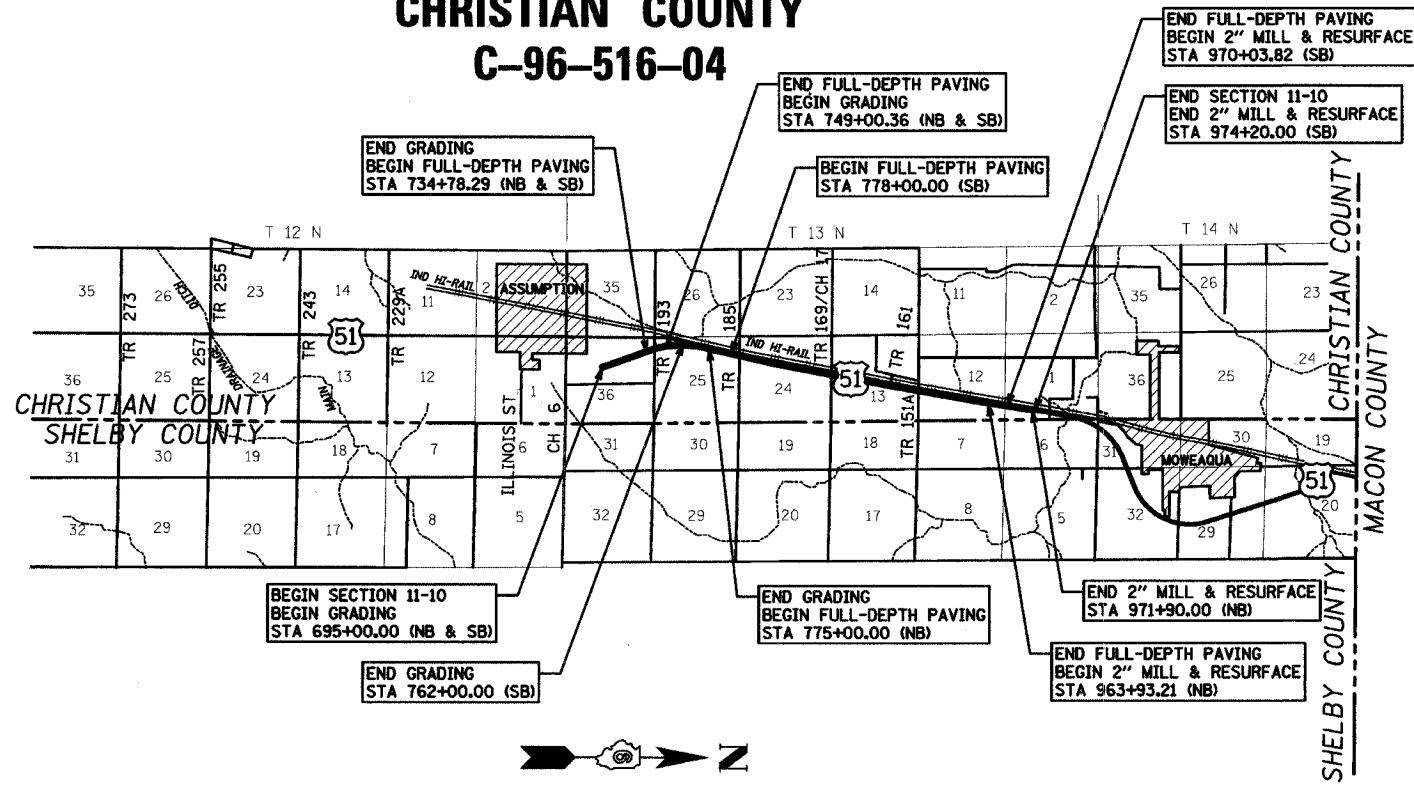 CHRISTIAN COUNTY
C-96-516-04
END FULL-DEPTH PAVING
BEGIN 2" MILL & RESURFACE
STA 970+03.82 (SB)
END FULL-DEPTH PAVING
BEGIN GRADING
STA 749+00.36 (NB & SB)
END SECTION 11-10
END 2" MILL & RESURFACE
STA 974+20.00 (SB)
END GRADING
BEGIN FULL-DEPTH PAVING
STA 734+78.29 (NB & SB)
BEGIN FULL-DEPTH PAVING
STA 778+00.00 (SB)
T 12 N
T 13 N
T 14 N
35
26
23
14
11
2
35
26
23
14
11
2
35
26
23
DITCH
TR 273
TR 255
TR 243
TR 229A
IND HI-RAIL
ASSUMPTION
TR 193
TR 185
TR 169/CH 17
TR 161
51
IND HI-RAIL
51
36
25
TR 257
DRAINAGE
24
MAIN
13
12
1
36
25
24
13
12
1
36
25
24
CHRISTIAN COUNTY
SHELBY COUNTY
ILLINOIS ST
CH 6
TR 151A
CHRISTIAN COUNTY
MACON COUNTY
31
30
19
18
7
6
31
30
19
18
7
6
31
MOWEAQUA
30
19
51
32
29
20
17
8
5
32
29
20
17
8
5
32
29
20
BEGIN SECTION 11-10
BEGIN GRADING
STA 695+00.00 (NB & SB)
END GRADING
BEGIN FULL-DEPTH PAVING
STA 775+00.00 (NB)
END 2" MILL & RESURFACE
STA 971+90.00 (NB)
END GRADING
STA 762+00.00 (SB)
END FULL-DEPTH PAVING
BEGIN 2" MILL & RESURFACE
STA 963+93.21 (NB)
SHELBY COUNTY
6
N